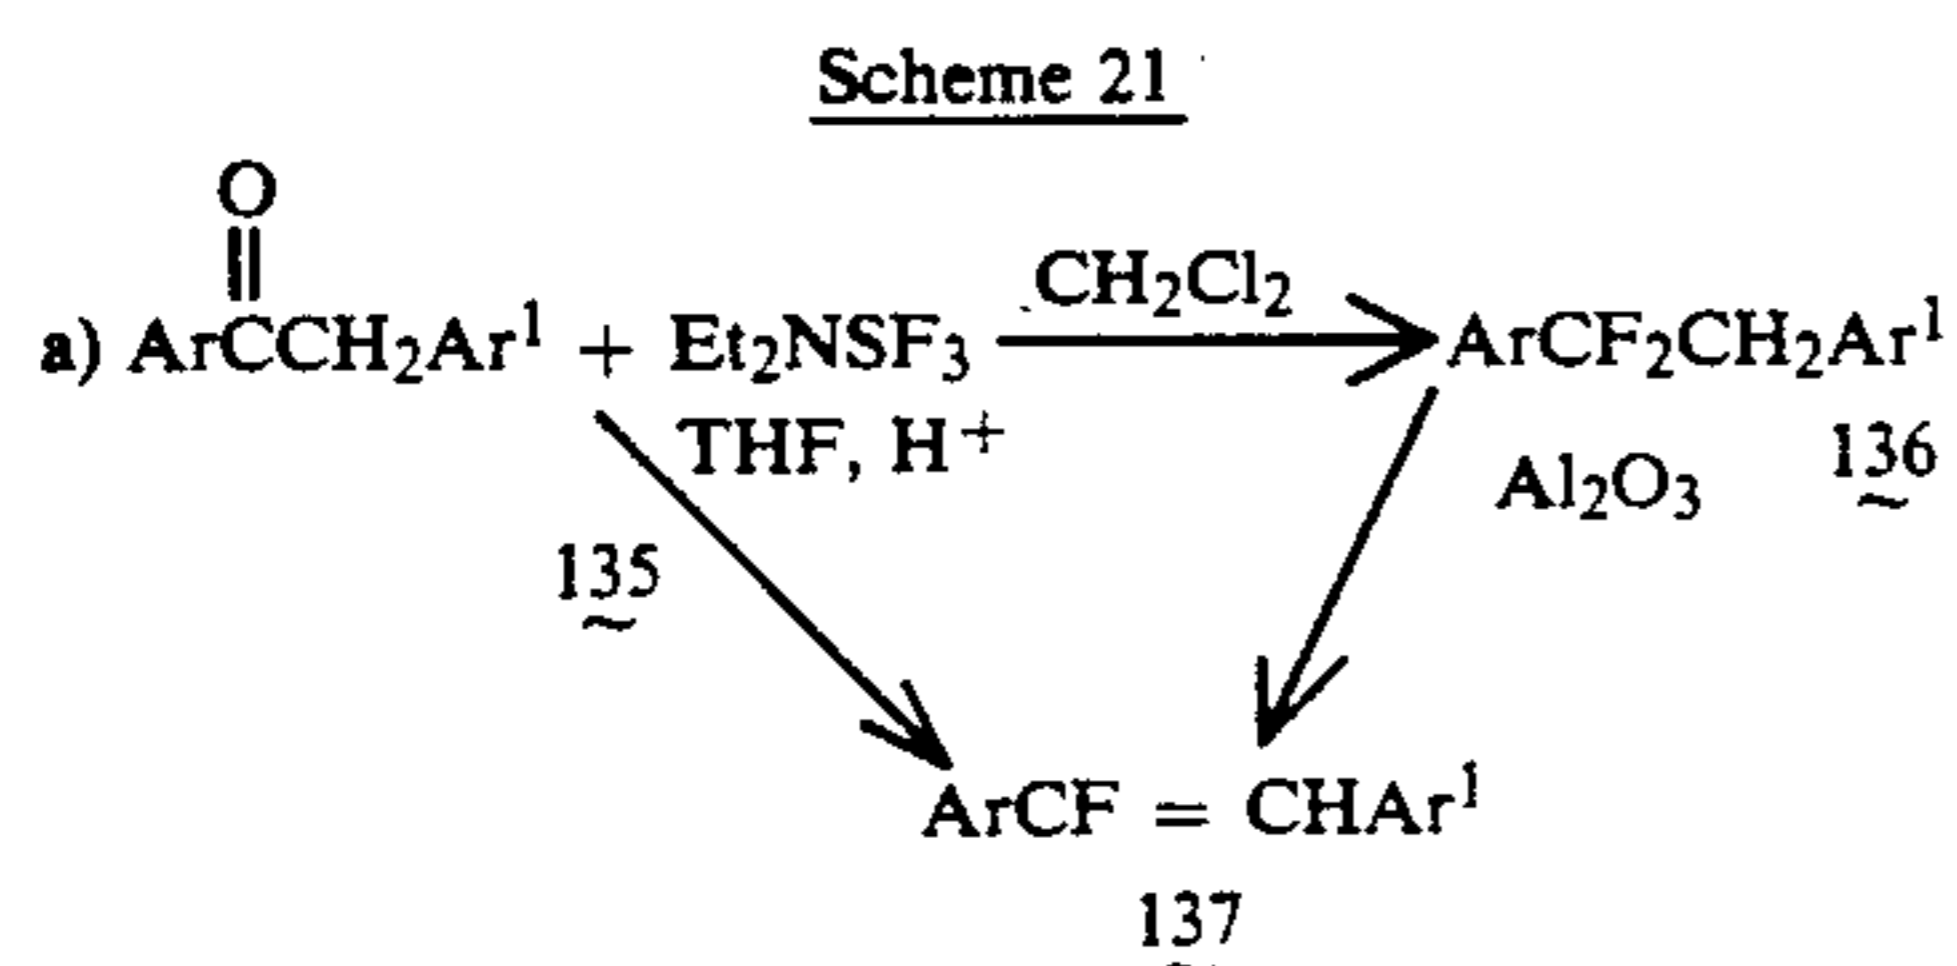 Scheme 21
O
a) ArCCH₂Ar¹ + Et₂NSF₃ CH₂Cl₂ ArCF₂CH₂Ar¹
THF, H⁺
Al₂O₃ 136
135
ArCF = CHAr¹
137